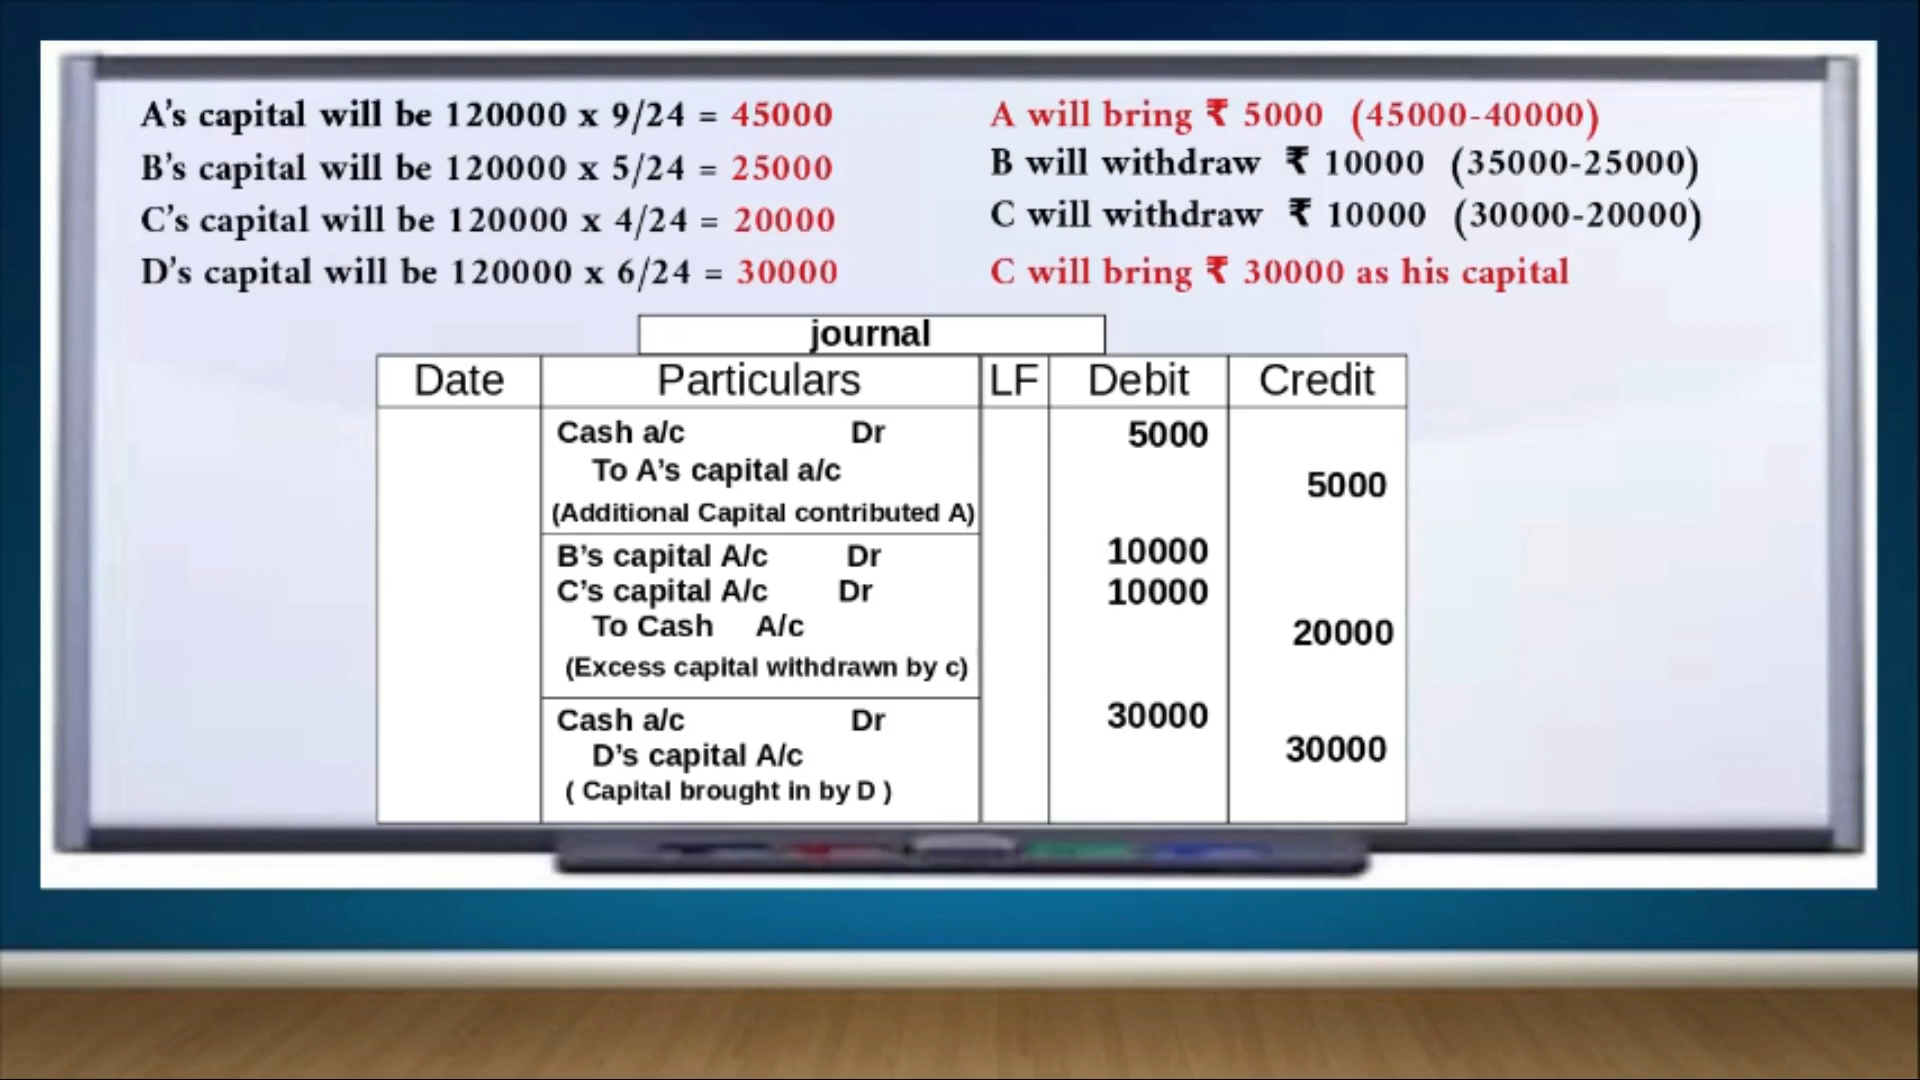 A's capital will be 120000 x 9/24 = 45000
B's capital will be 120000 x 5/24 = 25000
C's capital will be 120000 x 4/24 = 20000
D's capital will be 120000 x 6/24 = 30000
A will bring ₹ 5000 (45000-40000)
B will withdraw ₹ 10000 (35000-25000)
C will withdraw ₹ 10000 (30000-20000)
C will bring ₹ 30000 as his capital
journal
Date Particulars LF Debit Credit
Cash a/c Dr 5000
To A's capital a/c 5000
(Additional Capital contributed A)
B's capital A/c Dr 10000
C's capital A/c Dr 10000
To Cash A/c 20000
(Excess capital withdrawn by c)
Cash a/c Dr 30000
D's capital A/c 30000
( Capital brought in by D )